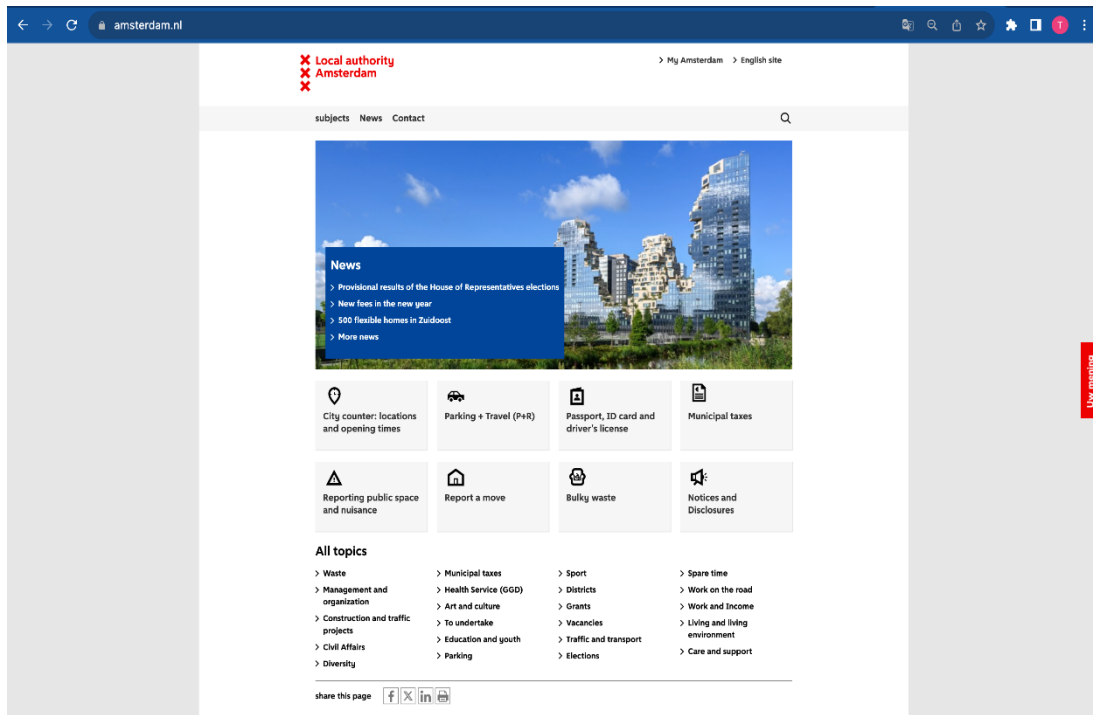 amsterdam.nl
T
Local authority
Amsterdam
My Amsterdam
English site
subjects News Contact
News
Provisional results of the House of Representatives elections
New fees in the new year
500 flexible homes in Zuidoost
More news
Uw mening
City counter: locations
and opening times
Parking + Travel (P+R)
Passport, ID card and
driver's license
Municipal taxes
Reporting public space
and nuisance
Report a move
Bulky waste
Notices and
Disclosures
All topics
Waste
Management and
organization
Construction and traffic
projects
Civil Affairs
Diversity
Municipal taxes
Health Service (GGD)
Art and culture
To undertake
Education and youth
Parking
Sport
Districts
Grants
Vacancies
Traffic and transport
Elections
Spare time
Work on the road
Work and Income
Living and living
environment
Care and support
share this page